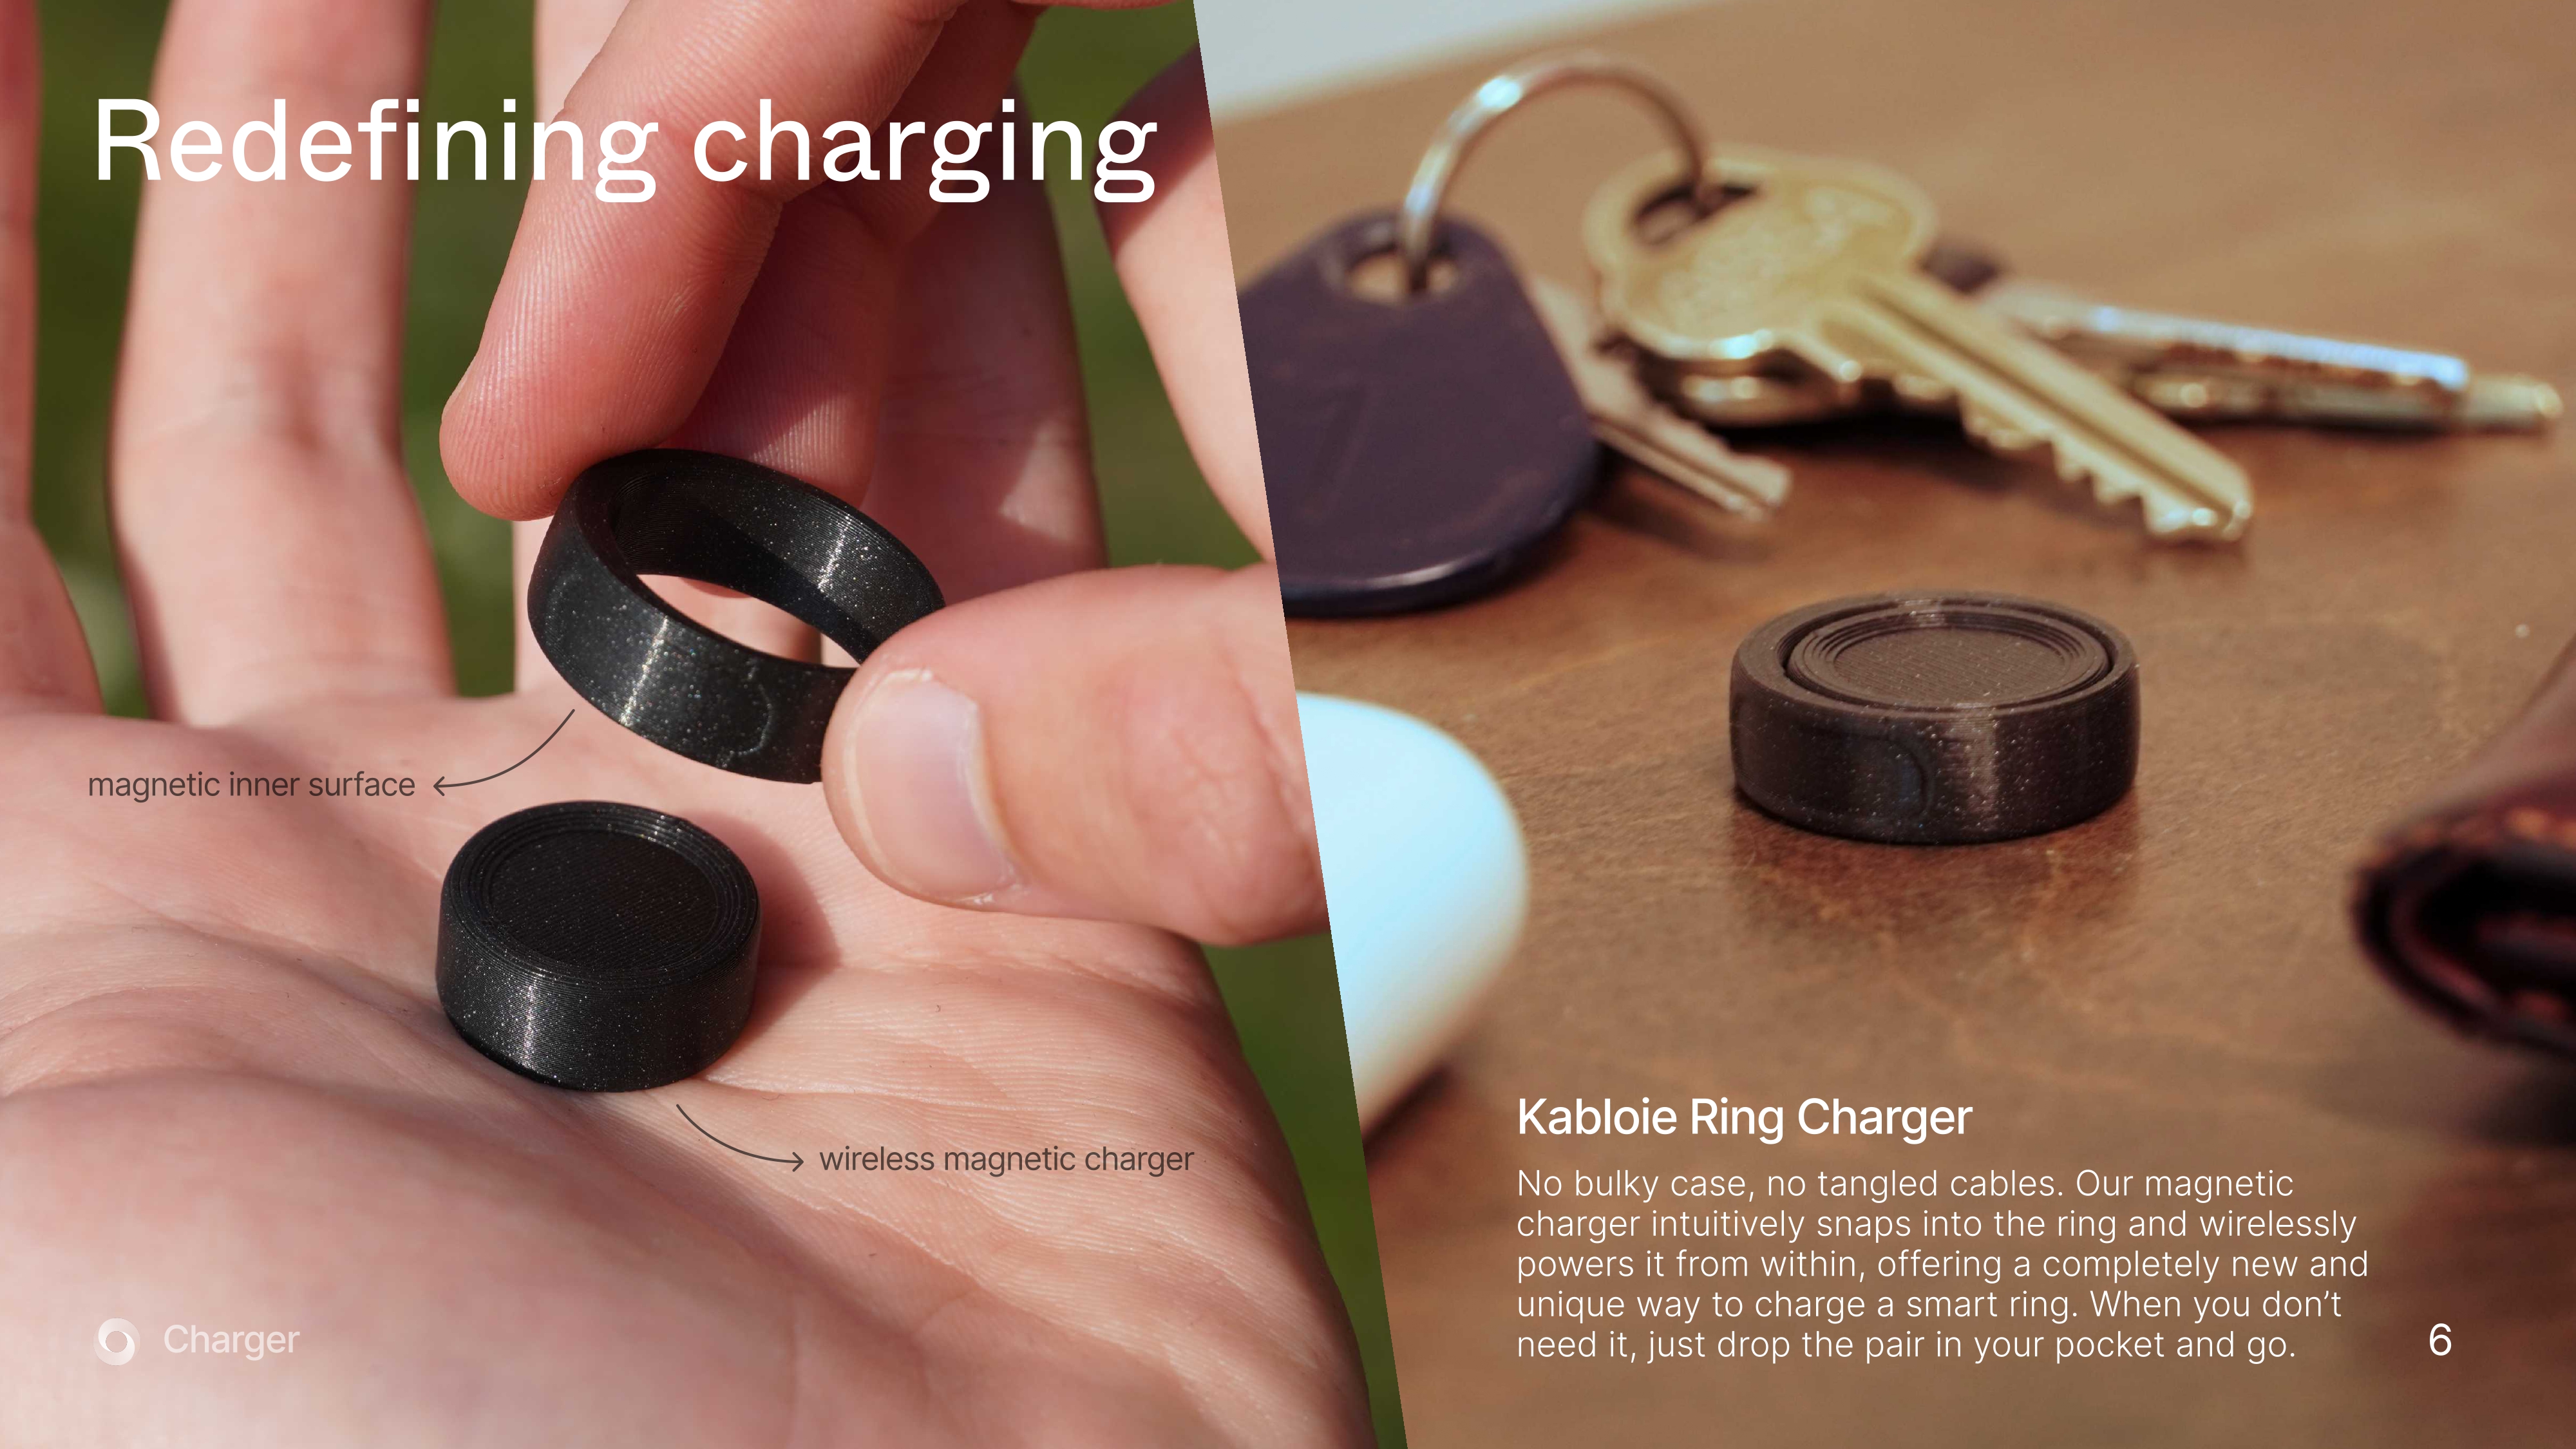 Redefining charging
magnetic inner surface
wireless magnetic charger
Charger
Kabloie Ring Charger
No bulky case, no tangled cables. Our magnetic
charger intuitively snaps into the ring and wirelessly
powers it from within, offering a completely new and
unique way to charge a smart ring. When you don’t
need it, just drop the pair in your pocket and go.
6